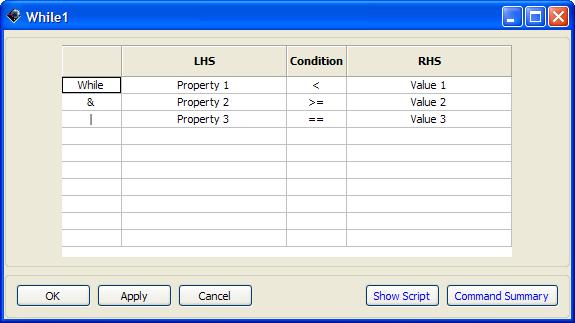 While1
LHS Condition RHS
While Property 1 < Value 1
& Property 2 >= Value 2
| Property 3 == Value 3
OK Apply Cancel Show Script Command Summary